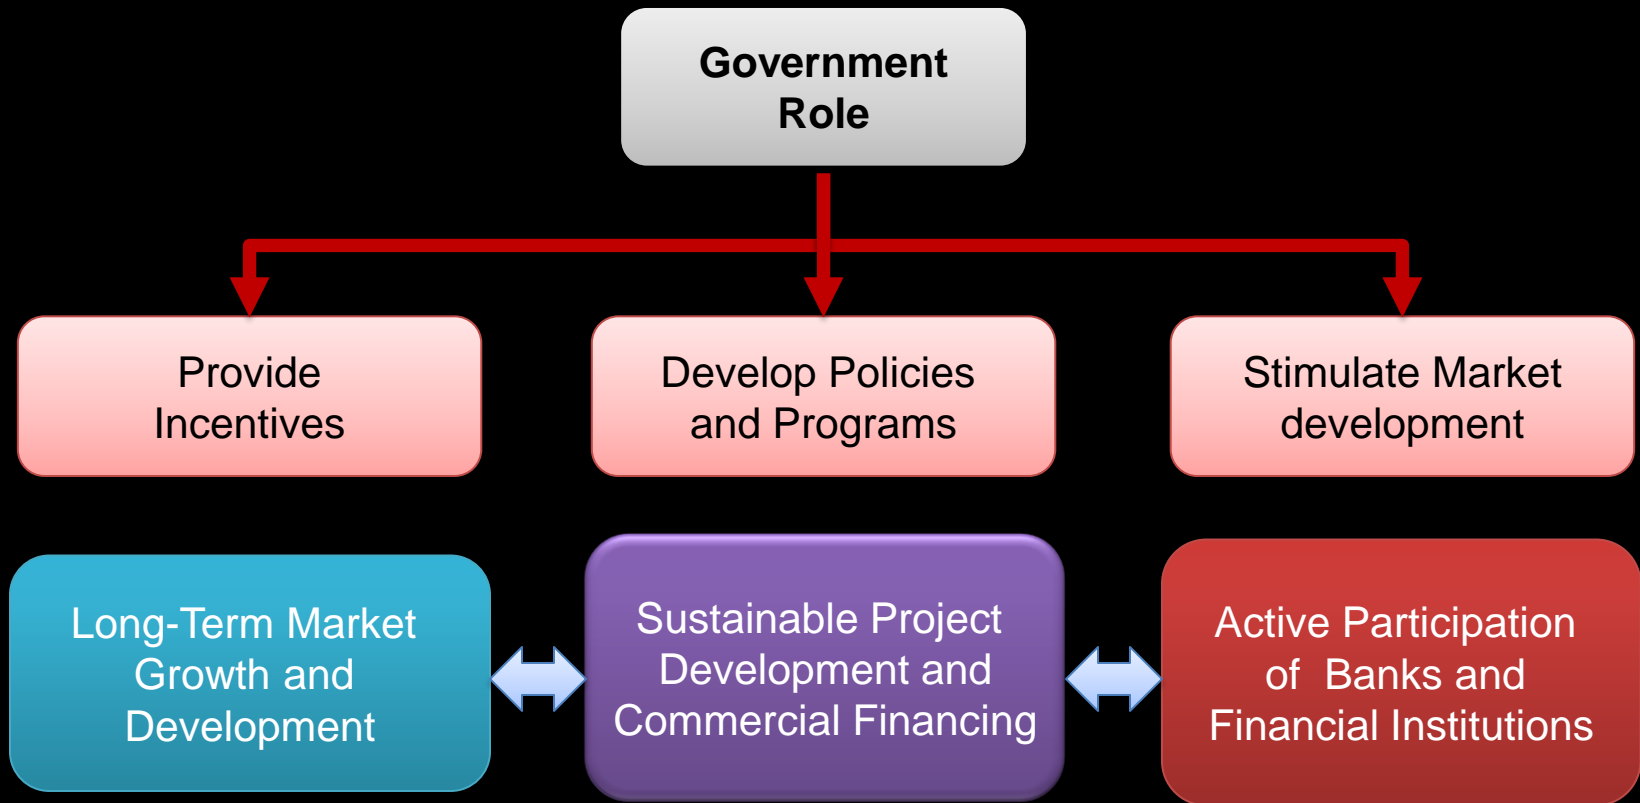 Government
Role
Provide
Incentives
Develop Policies
and Programs
Stimulate Market
development
Long-Term Market
Growth and
Development
Sustainable Project
Development and
Commercial Financing
Active Participation
of  Banks and
Financial Institutions